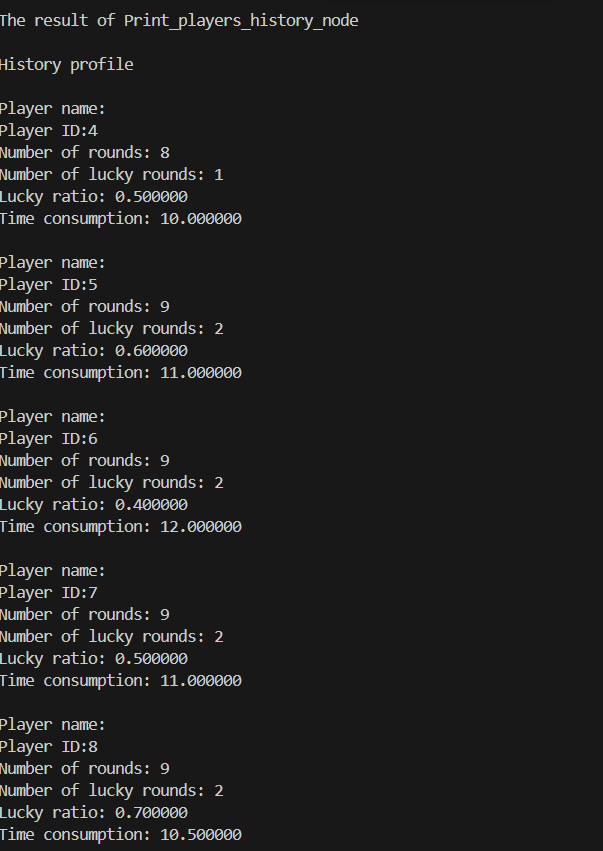 The result of Print_players_history_node
History profile
Player name:
Player ID:4
Number of rounds: 8
Number of lucky rounds: 1
Lucky ratio: 0.500000
Time consumption: 10.000000
Player name:
Player ID:5
Number of rounds: 9
Number of lucky rounds: 2
Lucky ratio: 0.600000
Time consumption: 11.000000
Player name:
Player ID:6
Number of rounds: 9
Number of lucky rounds: 2
Lucky ratio: 0.400000
Time consumption: 12.000000
Player name:
Player ID:7
Number of rounds: 9
Number of lucky rounds: 2
Lucky ratio: 0.500000
Time consumption: 11.000000
Player name:
Player ID:8
Number of rounds: 9
Number of lucky rounds: 2
Lucky ratio: 0.700000
Time consumption: 10.500000